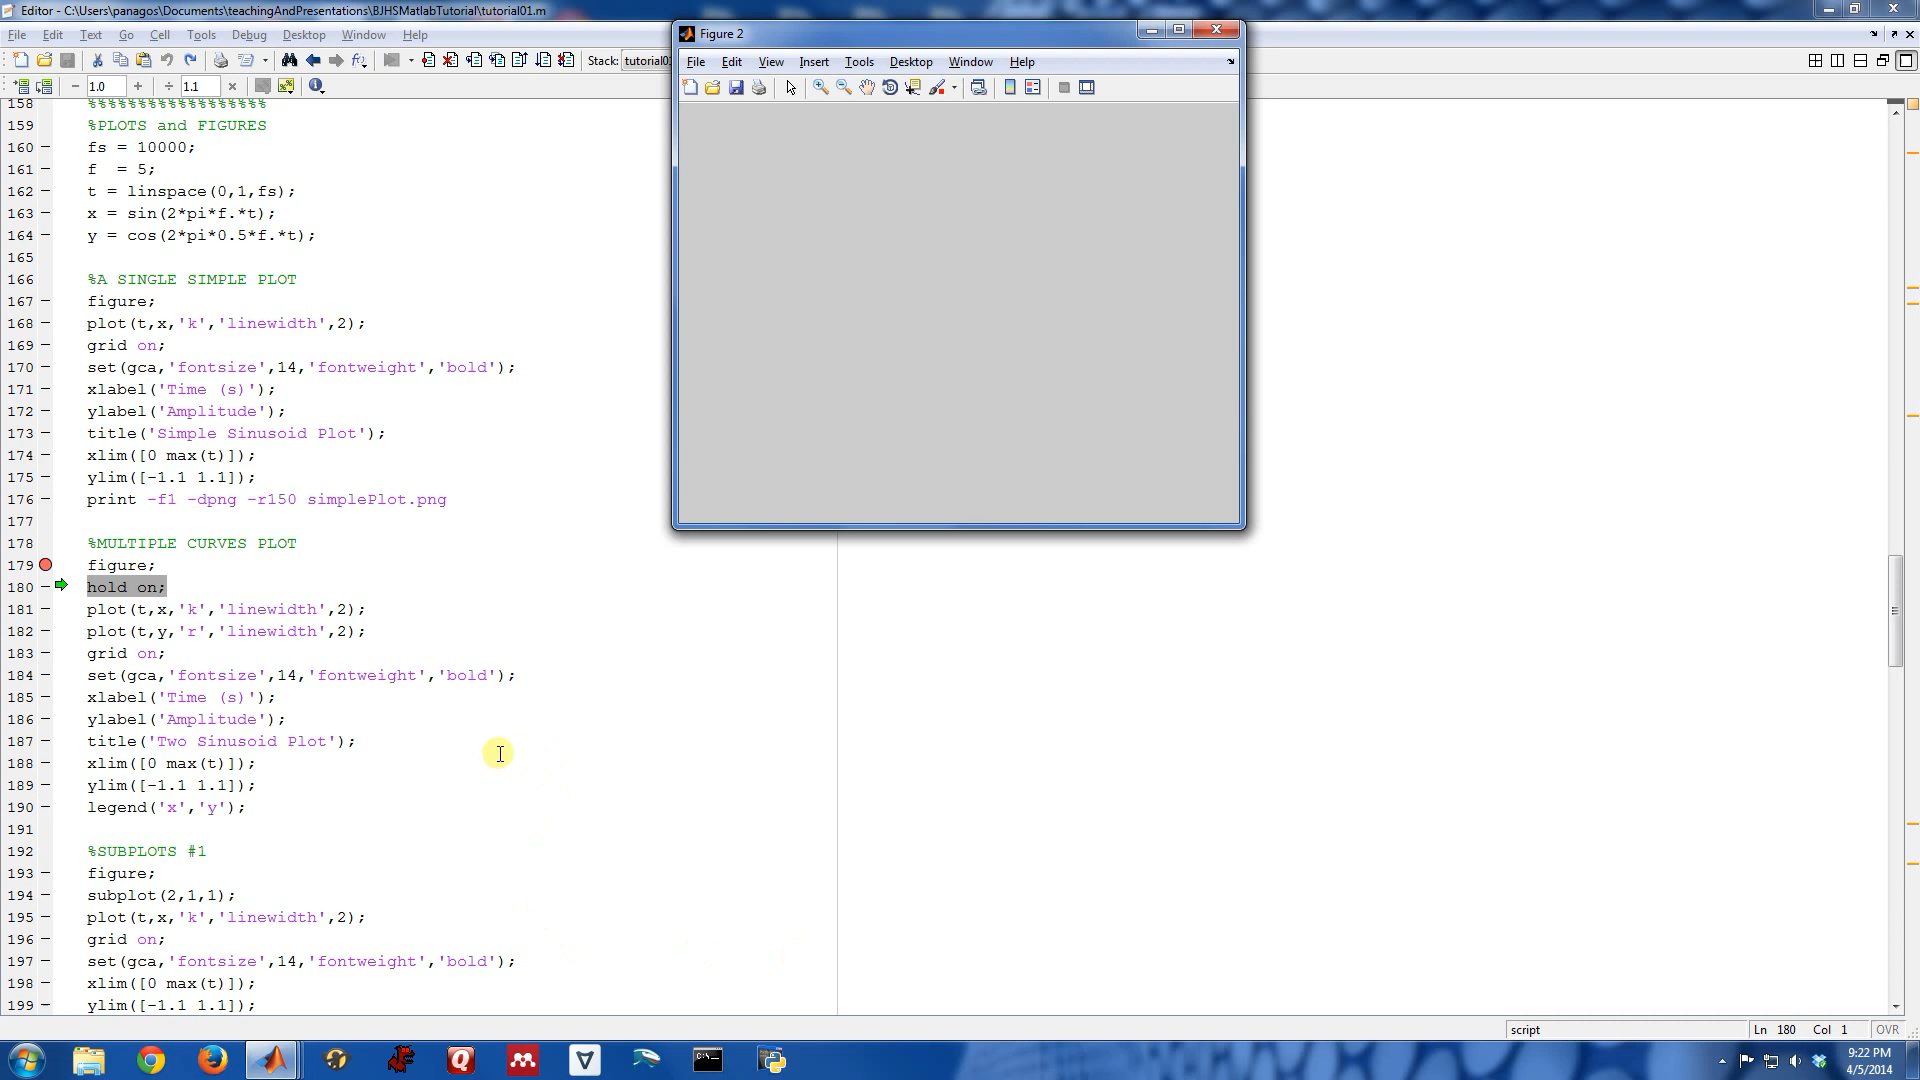 Editor - C:\Users\panagos\Documents\teachingAndPresentations\BJHSMatlabTutorial\tutorial01.m
File Edit Text Go Cell Tools Debug Desktop Window Help
Stack: tutorial0
1.0
1.1
158 %%%%%%%%%%%%%%%%%%
159 %PLOTS and FIGURES
160 fs = 10000;
161 f  = 5;
162 t = linspace(0,1,fs);
163 x = sin(2*pi*f.*t);
164 y = cos(2*pi*0.5*f.*t);
165
166 %A SINGLE SIMPLE PLOT
167 figure;
168 plot(t,x,'k','linewidth',2);
169 grid on;
170 set(gca,'fontsize',14,'fontweight','bold');
171 xlabel('Time (s)');
172 ylabel('Amplitude');
173 title('Simple Sinusoid Plot');
174 xlim([0 max(t)]);
175 ylim([-1.1 1.1]);
176 print -f1 -dpng -r150 simplePlot.png
177
178 %MULTIPLE CURVES PLOT
179 figure;
180 hold on;
181 plot(t,x,'k','linewidth',2);
182 plot(t,y,'r','linewidth',2);
183 grid on;
184 set(gca,'fontsize',14,'fontweight','bold');
185 xlabel('Time (s)');
186 ylabel('Amplitude');
187 title('Two Sinusoid Plot');
188 xlim([0 max(t)]);
189 ylim([-1.1 1.1]);
190 legend('x','y');
191
192 %SUBPLOTS #1
193 figure;
194 subplot(2,1,1);
195 plot(t,x,'k','linewidth',2);
196 grid on;
197 set(gca,'fontsize',14,'fontweight','bold');
198 xlim([0 max(t)]);
199 ylim([-1.1 1.1]);
Figure 2
File Edit View Insert Tools Desktop Window Help
script
Ln 180 Col 1
OVR
9:22 PM
4/5/2014